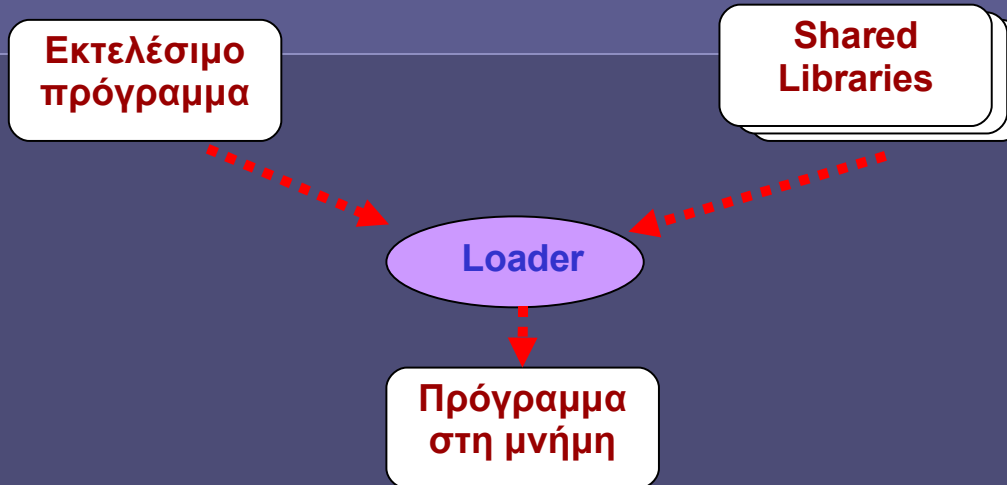 Εκτελέσιμο
πρόγραμμα
Shared
Libraries
Loader
Πρόγραμμα
στη μνήμη